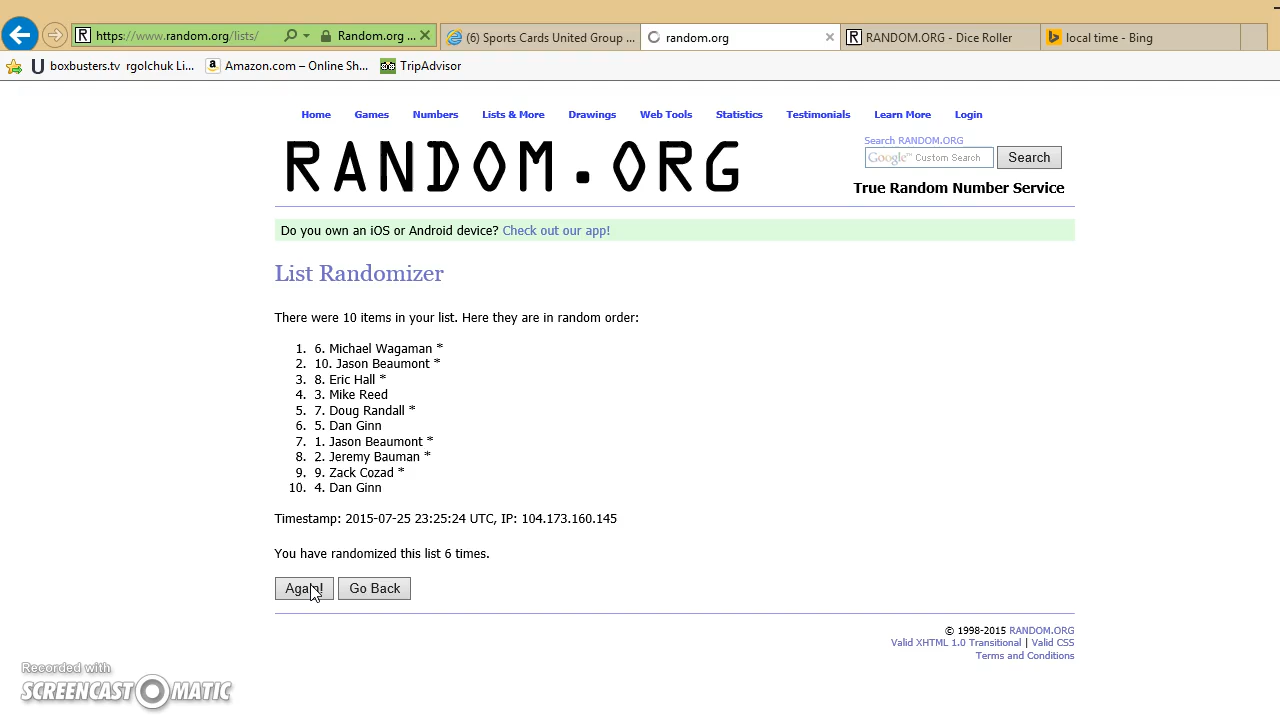 https://www.random.org/lists/
Random.org ...
(6) Sports Cards United Group ...
random.org
RANDOM.ORG - Dice Roller
local time - Bing
boxbusters.tv
rgolchuk Li...
Amazon.com – Online Sh...
TripAdvisor
Home Games Numbers Lists & More Drawings Web Tools Statistics Testimonials Learn More Login
RANDOM.ORG
Search RANDOM.ORG
Google™ Custom Search
Search
True Random Number Service
Do you own an iOS or Android device? Check out our app!
List Randomizer
There were 10 items in your list. Here they are in random order:
1. 6. Michael Wagaman *
2. 10. Jason Beaumont *
3. 8. Eric Hall *
4. 3. Mike Reed
5. 7. Doug Randall *
6. 5. Dan Ginn
7. 1. Jason Beaumont *
8. 2. Jeremy Bauman *
9. 9. Zack Cozad *
10. 4. Dan Ginn
Timestamp: 2015-07-25 23:25:24 UTC, IP: 104.173.160.145
You have randomized this list 6 times.
Again! Go Back
© 1998-2015 RANDOM.ORG
Valid XHTML 1.0 Transitional | Valid CSS
Terms and Conditions
Recorded with
SCREENCAST-O-MATIC